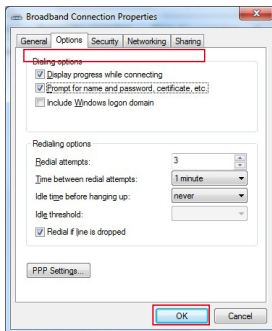 Broadband Connection Properties
General Options Security Networking Sharing
Dialing options
Display progress while connecting
Prompt for name and password, certificate, etc.
Include Windows logon domain
Redialing options
Redial attempts: 3
Time between redial attempts: 1 minute
Idle time before hanging up: never
Idle threshold:
Redial if line is dropped
PPP Settings...
OK Cancel